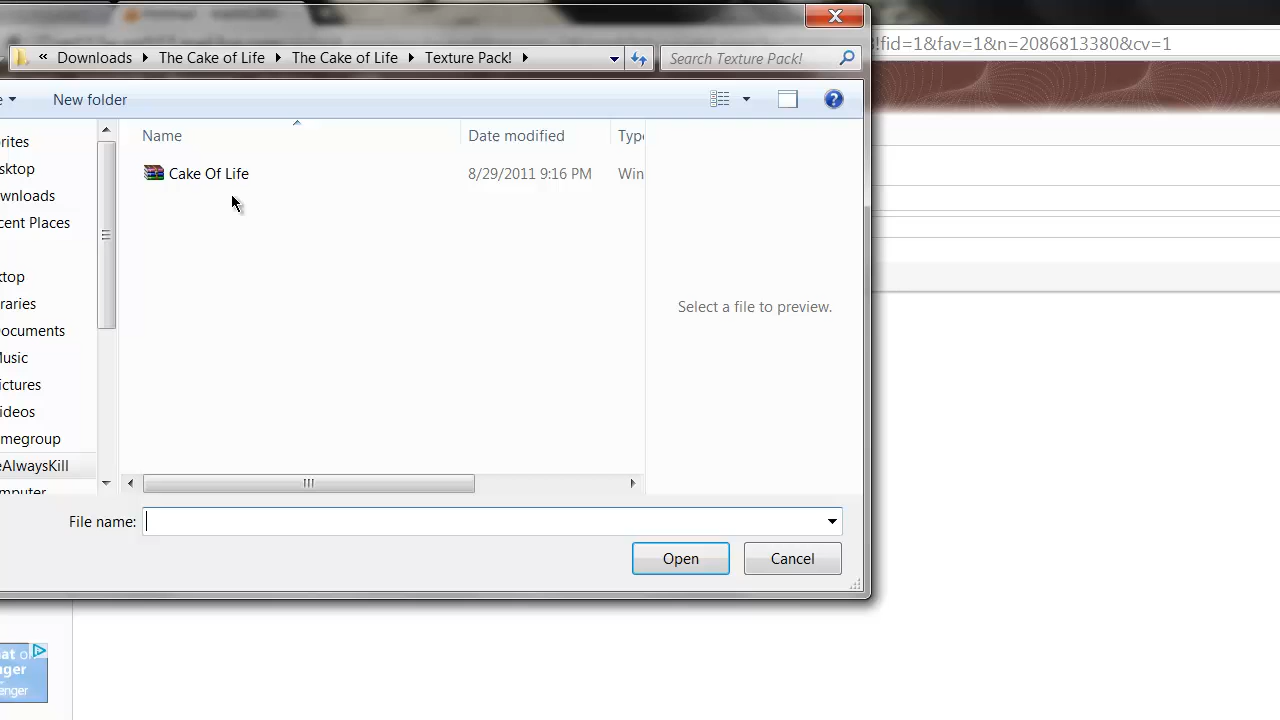 !fid=1&fav=1&n=2086813380&cv=1
« Downloads The Cake of Life The Cake of Life Texture Pack!
Search Texture Pack!
New folder
Name Date modified Type
Cake Of Life 8/29/2011 9:16 PM Win
rites
sktop
wnloads
cent Places
ktop
raries
ocuments
Music
ictures
ideos
megroup
eAlwaysKill
mputer
Select a file to preview.
File name:
Open Cancel
nger
enger